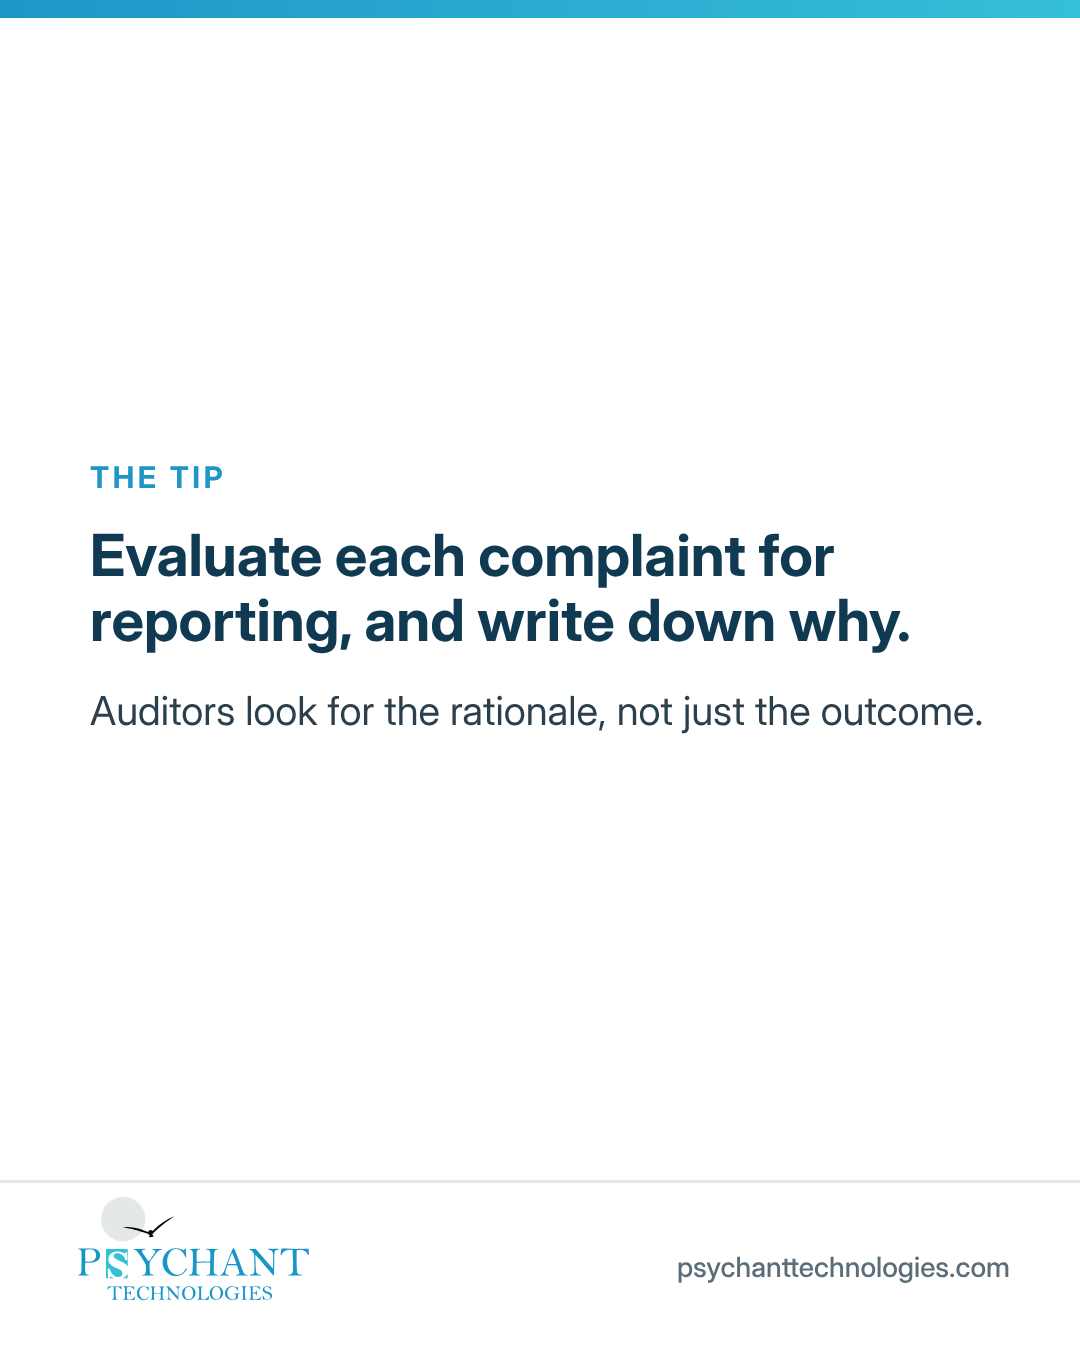 THE TIP
Evaluate each complaint for
reporting, and write down why.
Auditors look for the rationale, not just the outcome.
PSYCHANT
TECHNOLOGIES
psychanttechnologies.com